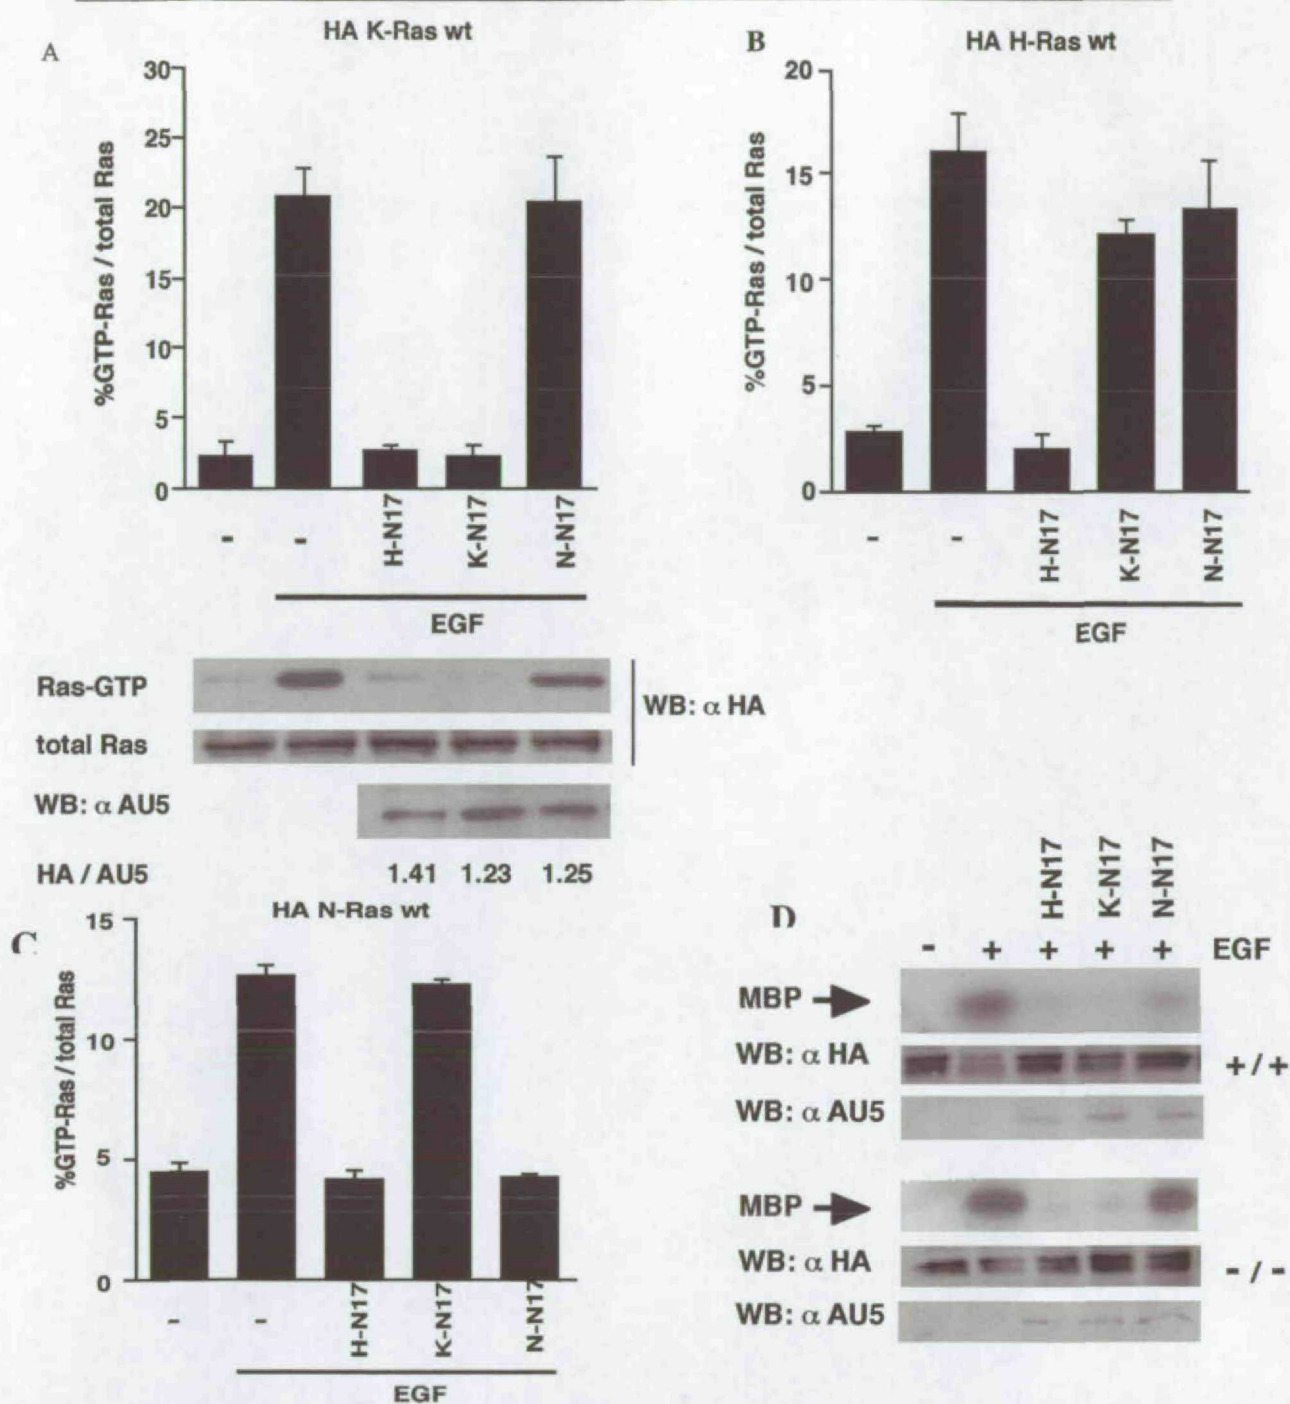 A
HA K-Ras wt
%GTP-Ras / total Ras
30
25
20
15
10
5
0
-
-
H-N17
K-N17
N-N17
EGF
Ras-GTP
total Ras
WB: α HA
WB: α AU5
HA / AU5 1.41 1.23 1.25
B
HA H-Ras wt
%GTP-Ras / total Ras
20
15
10
5
0
-
-
H-N17
K-N17
N-N17
EGF
C
HA N-Ras wt
%GTP-Ras / total Ras
15
10
5
0
-
-
H-N17
K-N17
N-N17
EGF
D
H-N17
K-N17
N-N17
- + + + + EGF
MBP
WB: α HA
+ / +
WB: α AU5
MBP
WB: α HA
- / -
WB: α AU5